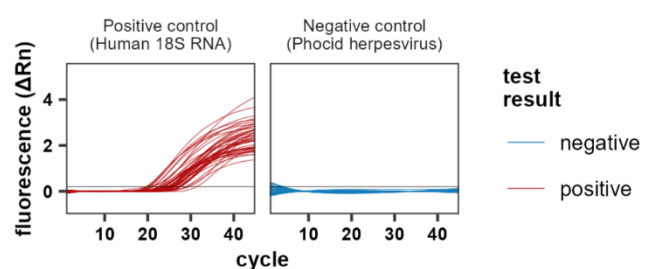 Positive control
(Human 18S RNA)
Negative control
(Phocid herpesvirus)
fluorescence (ΔRn)
4
2
0
10 20 30 40
10 20 30 40
cycle
test
result
negative
positive